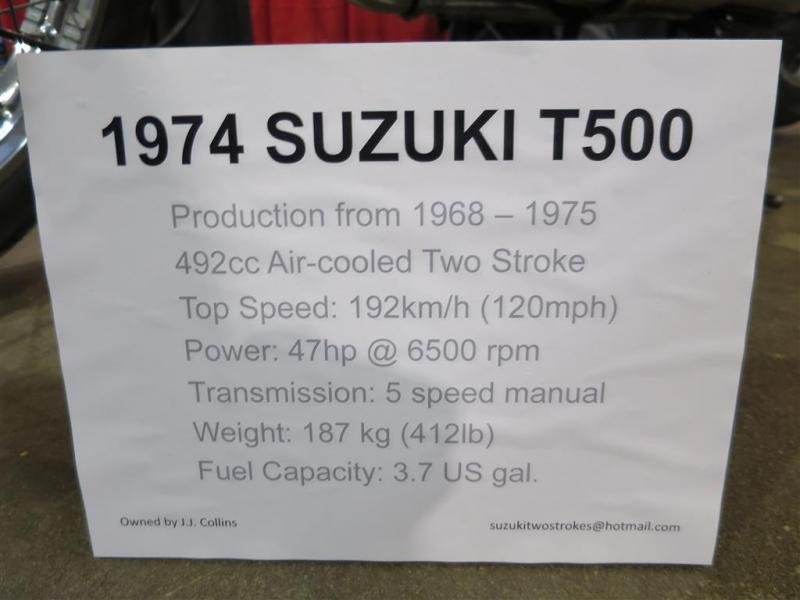 1974 SUZUKI T500
Production from 1968 – 1975
492cc Air-cooled Two Stroke
Top Speed: 192km/h (120mph)
Power: 47hp @ 6500 rpm
Transmission: 5 speed manual
Weight: 187 kg (412lb)
Fuel Capacity: 3.7 US gal.
Owned by J.J. Collins suzukitwostrokes@hotmail.com